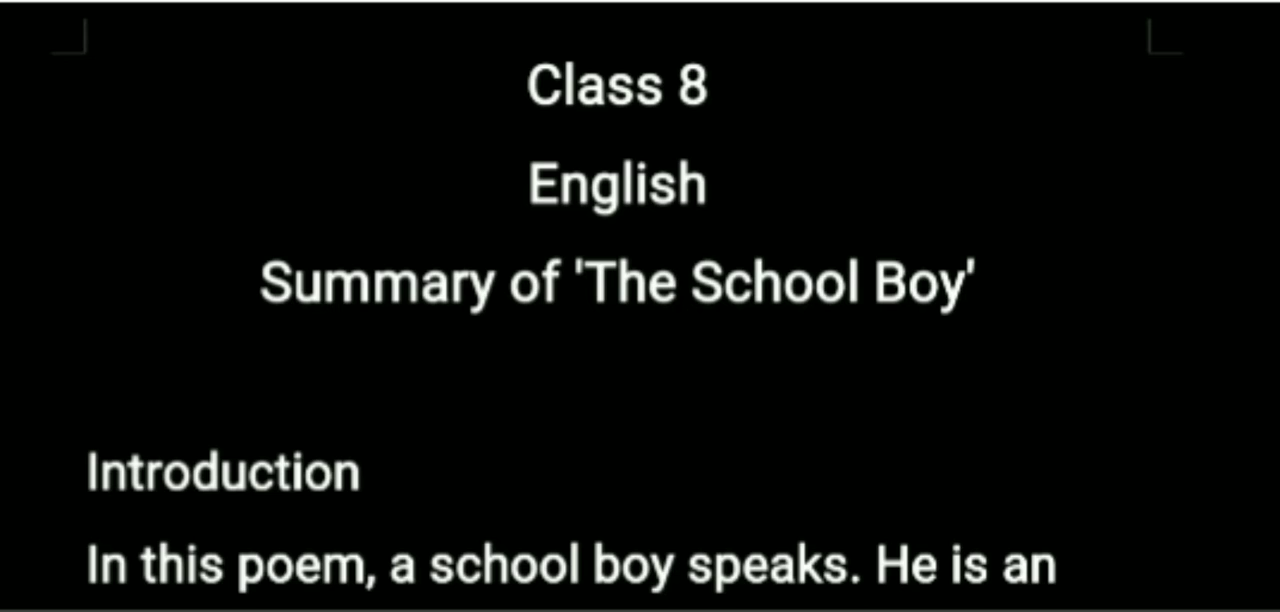 Class 8
English
Summary of 'The School Boy'
Introduction
In this poem, a school boy speaks. He is an